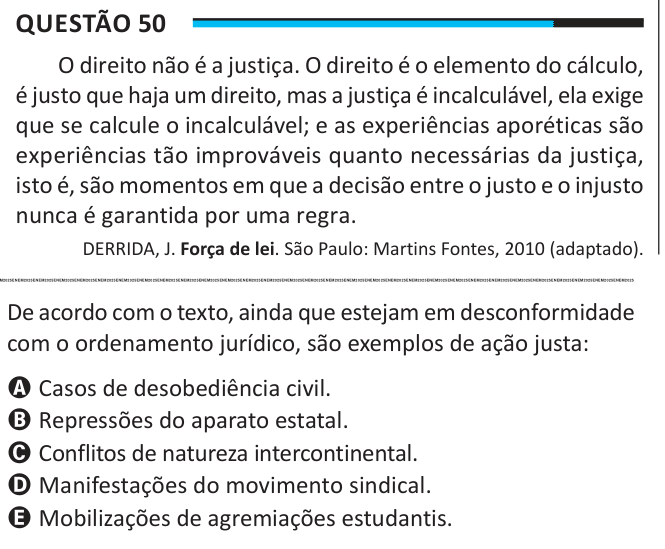 QUESTÃO 50
O direito não é a justiça. O direito é o elemento do cálculo,
é justo que haja um direito, mas a justiça é incalculável, ela exige
que se calcule o incalculável; e as experiências aporéticas são
experiências tão improváveis quanto necessárias da justiça,
isto é, são momentos em que a decisão entre o justo e o injusto
nunca é garantida por uma regra.
DERRIDA, J. Força de lei. São Paulo: Martins Fontes, 2010 (adaptado).
De acordo com o texto, ainda que estejam em desconformidade
com o ordenamento jurídico, são exemplos de ação justa:
A Casos de desobediência civil.
B Repressões do aparato estatal.
C Conflitos de natureza intercontinental.
D Manifestações do movimento sindical.
E Mobilizações de agremiações estudantis.